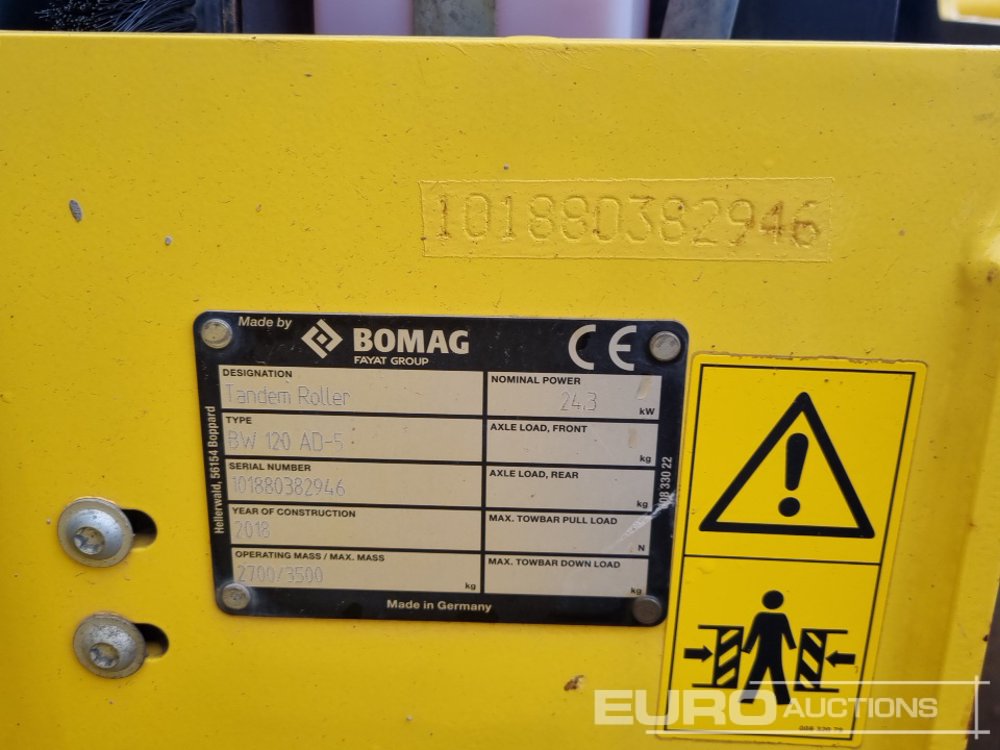 101880382946
Made by
BOMAG
FAYAT GROUP
CE
DESIGNATION
Tandem Roller
NOMINAL POWER
24.3 kW
TYPE
BW 120 AD-5
AXLE LOAD, FRONT
kg
SERIAL NUMBER
101880382946
AXLE LOAD, REAR
kg
YEAR OF CONSTRUCTION
2018
MAX. TOWBAR PULL LOAD
N
OPERATING MASS / MAX. MASS
2700/3500 kg
MAX. TOWBAR DOWN LOAD
kg
Made in Germany
Hellerwald, 56154 Boppard
008 330 22
008 320 79
EURO AUCTIONS